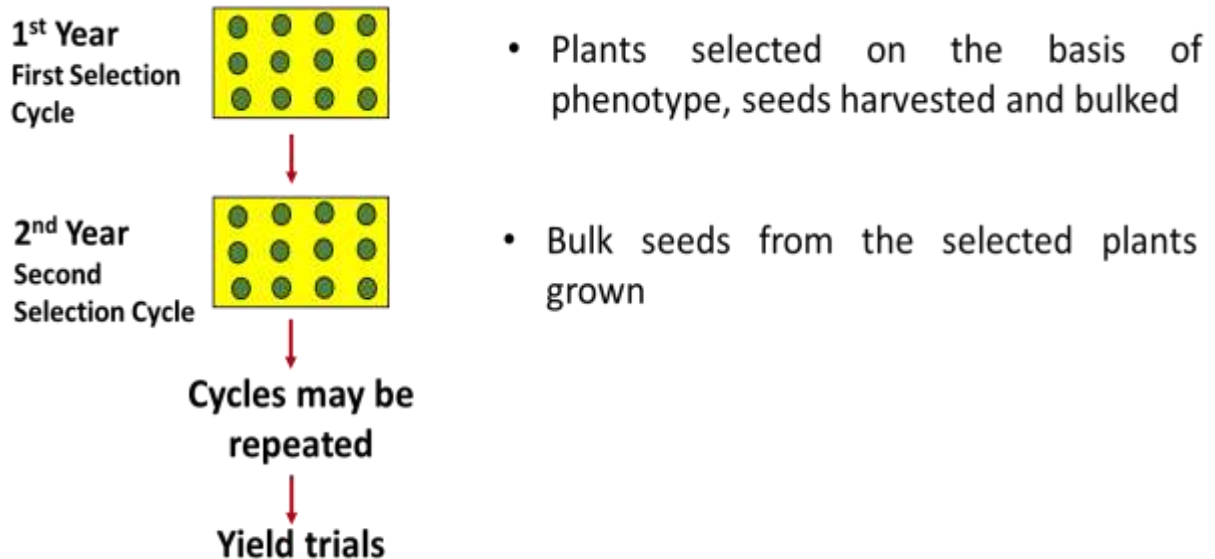 1st Year
First Selection
Cycle
• Plants selected on the basis of
phenotype, seeds harvested and bulked
2nd Year
Second
Selection Cycle
• Bulk seeds from the selected plants
grown
Cycles may be
repeated
Yield trials